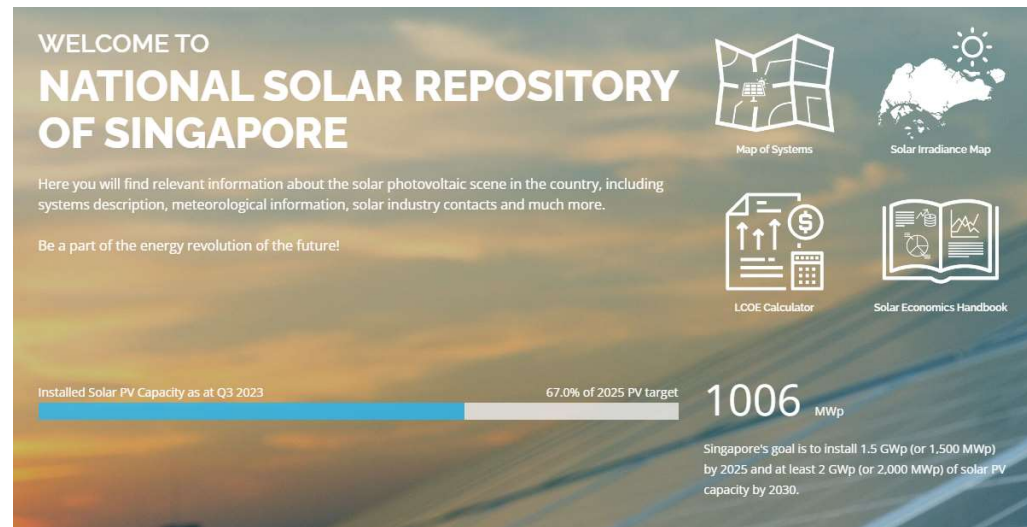 WELCOME TO
NATIONAL SOLAR REPOSITORY
OF SINGAPORE
Here you will find relevant information about the solar photovoltaic scene in the country, including
systems description, meteorological information, solar industry contacts and much more.
Be a part of the energy revolution of the future!
Map of Systems
Solar Irradiance Map
LCOE Calculator
Solar Economics Handbook
Installed Solar PV Capacity as at Q3 2023
67.0% of 2025 PV target
1006 MWp
Singapore's goal is to install 1.5 GWp (or 1,500 MWp)
by 2025 and at least 2 GWp (or 2,000 MWp) of solar PV
capacity by 2030.